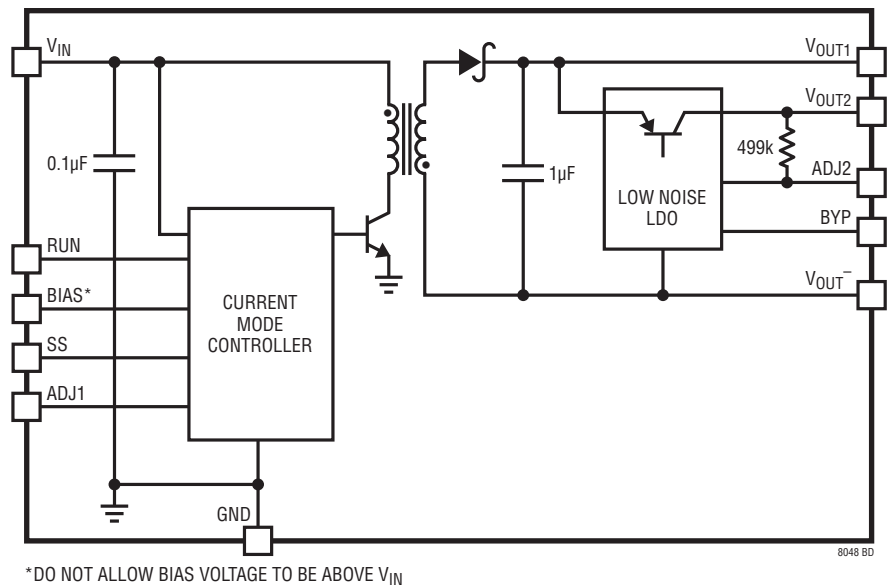 VIN
VOUT1
VOUT2
0.1µF
499k
1µF
ADJ2
LOW NOISE
LDO
BYP
RUN
BIAS*
CURRENT
MODE
CONTROLLER
VOUT–
SS
ADJ1
GND
8048 BD
*DO NOT ALLOW BIAS VOLTAGE TO BE ABOVE VIN